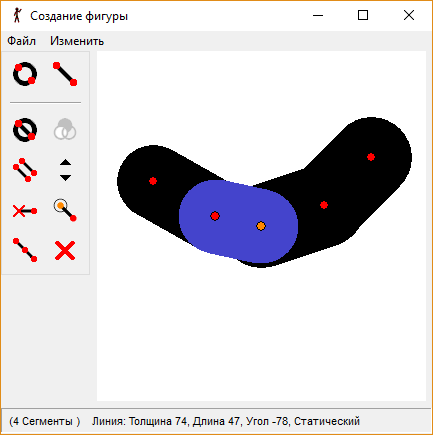 Создание фигуры
Файл Изменить
(4 Сегменты ) Линия: Толщина 74, Длина 47, Угол -78, Статический